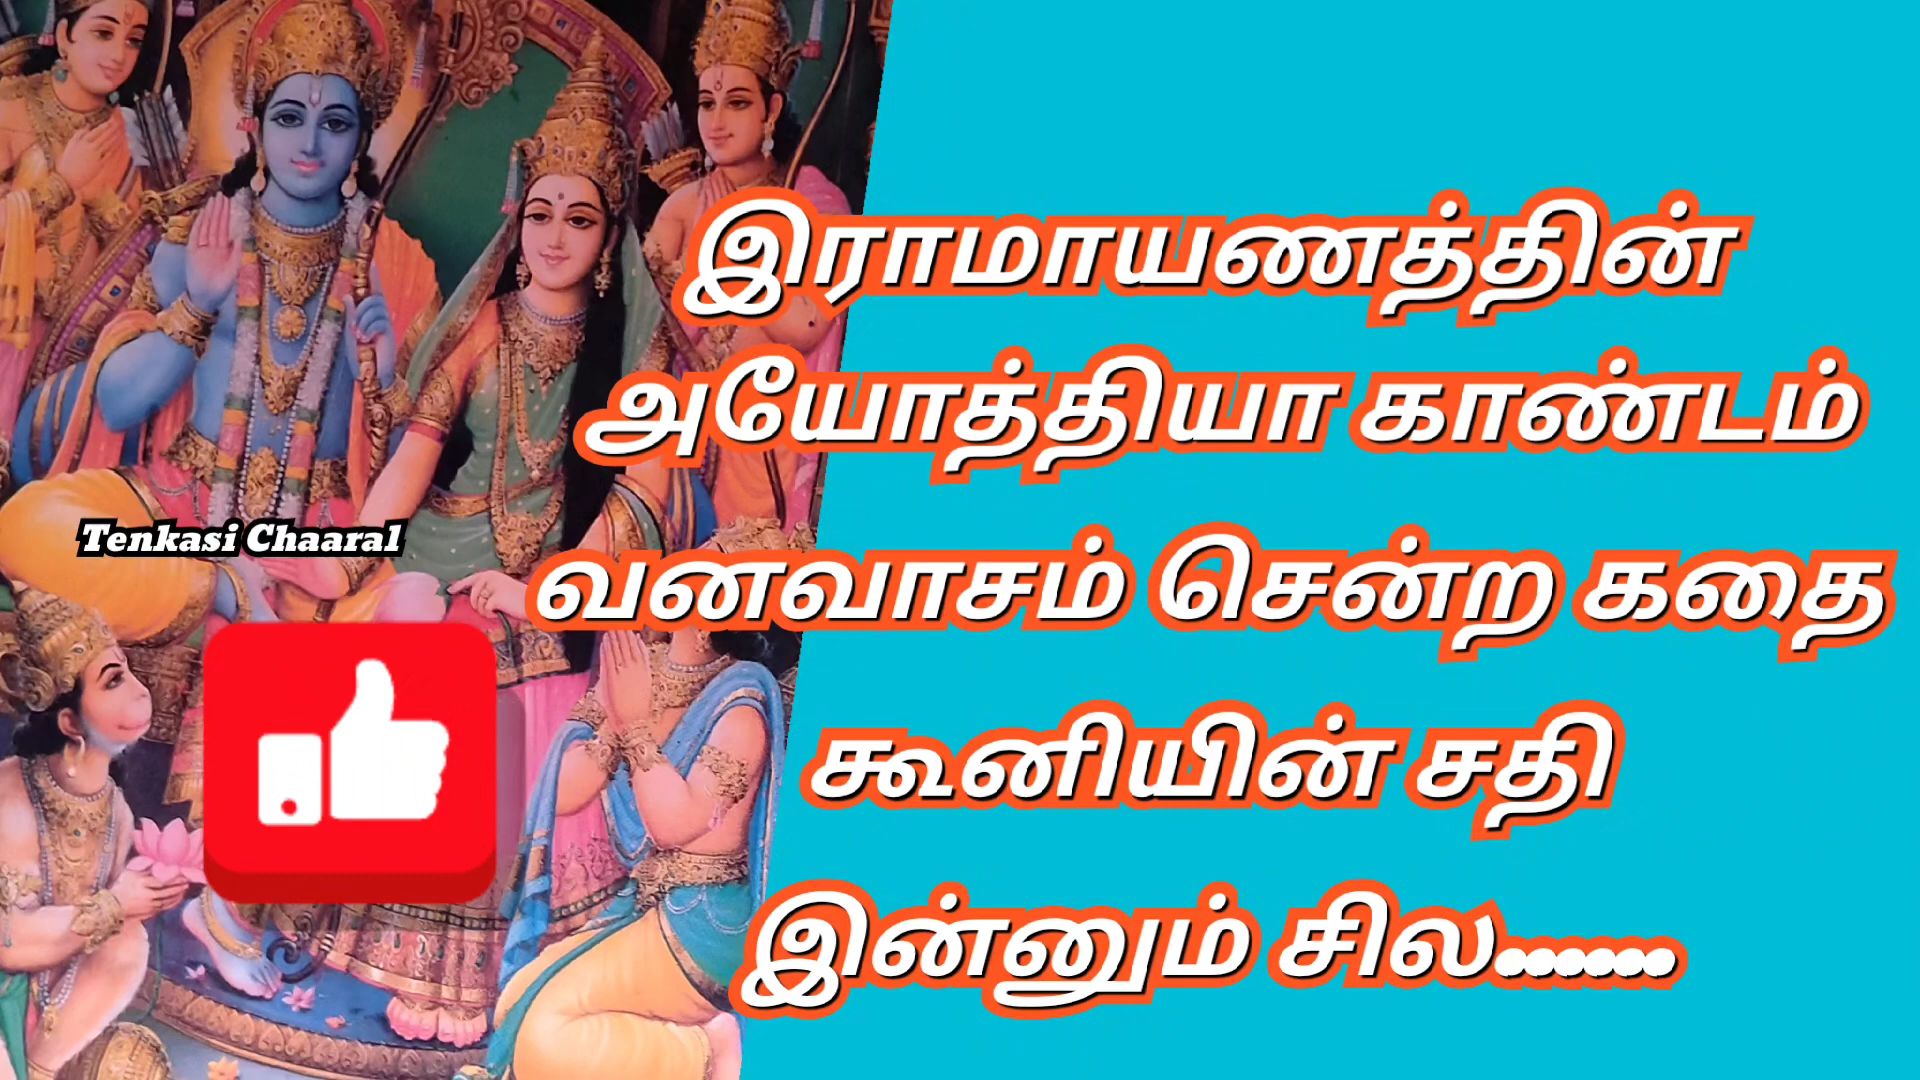 இராமாயணத்தின்
அயோத்தியா காண்டம்
Tenkasi Chaaral
வனவாசம் சென்ற கதை
கூனியின் சதி
இன்னும் சில......